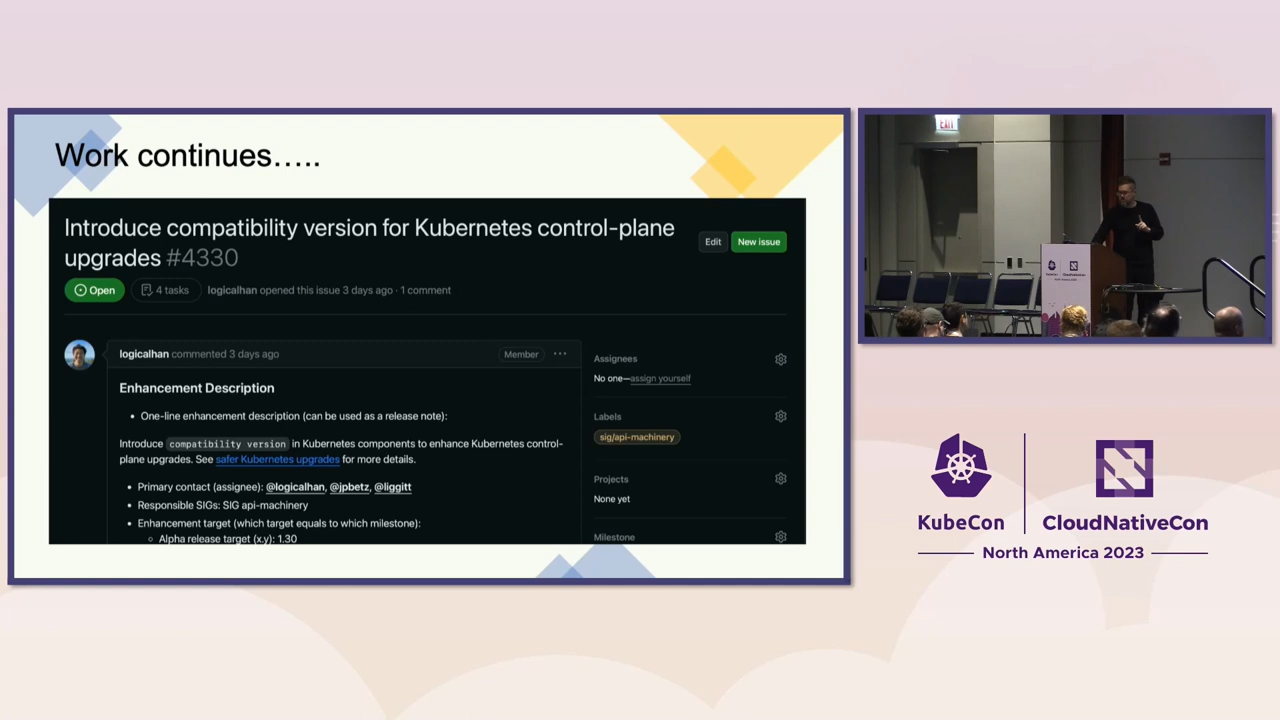 Work continues…..
Introduce compatibility version for Kubernetes control-plane
upgrades #4330
Edit
New issue
Open
4 tasks
logicalhan opened this issue 3 days ago · 1 comment
logicalhan commented 3 days ago
Member
Enhancement Description
• One-line enhancement description (can be used as a release note):
Introduce compatibility version in Kubernetes components to enhance Kubernetes control-
plane upgrades. See safer Kubernetes upgrades for more details.
• Primary contact (assignee): @logicalhan, @jpbetz, @liggitt
• Responsible SIGs: SIG api-machinery
• Enhancement target (which target equals to which milestone):
◦ Alpha release target (x.y): 1.30
Assignees
No one—assign yourself
Labels
sig/api-machinery
Projects
None yet
Milestone
EXIT
KubeCon
CloudNativeCon
North America 2023